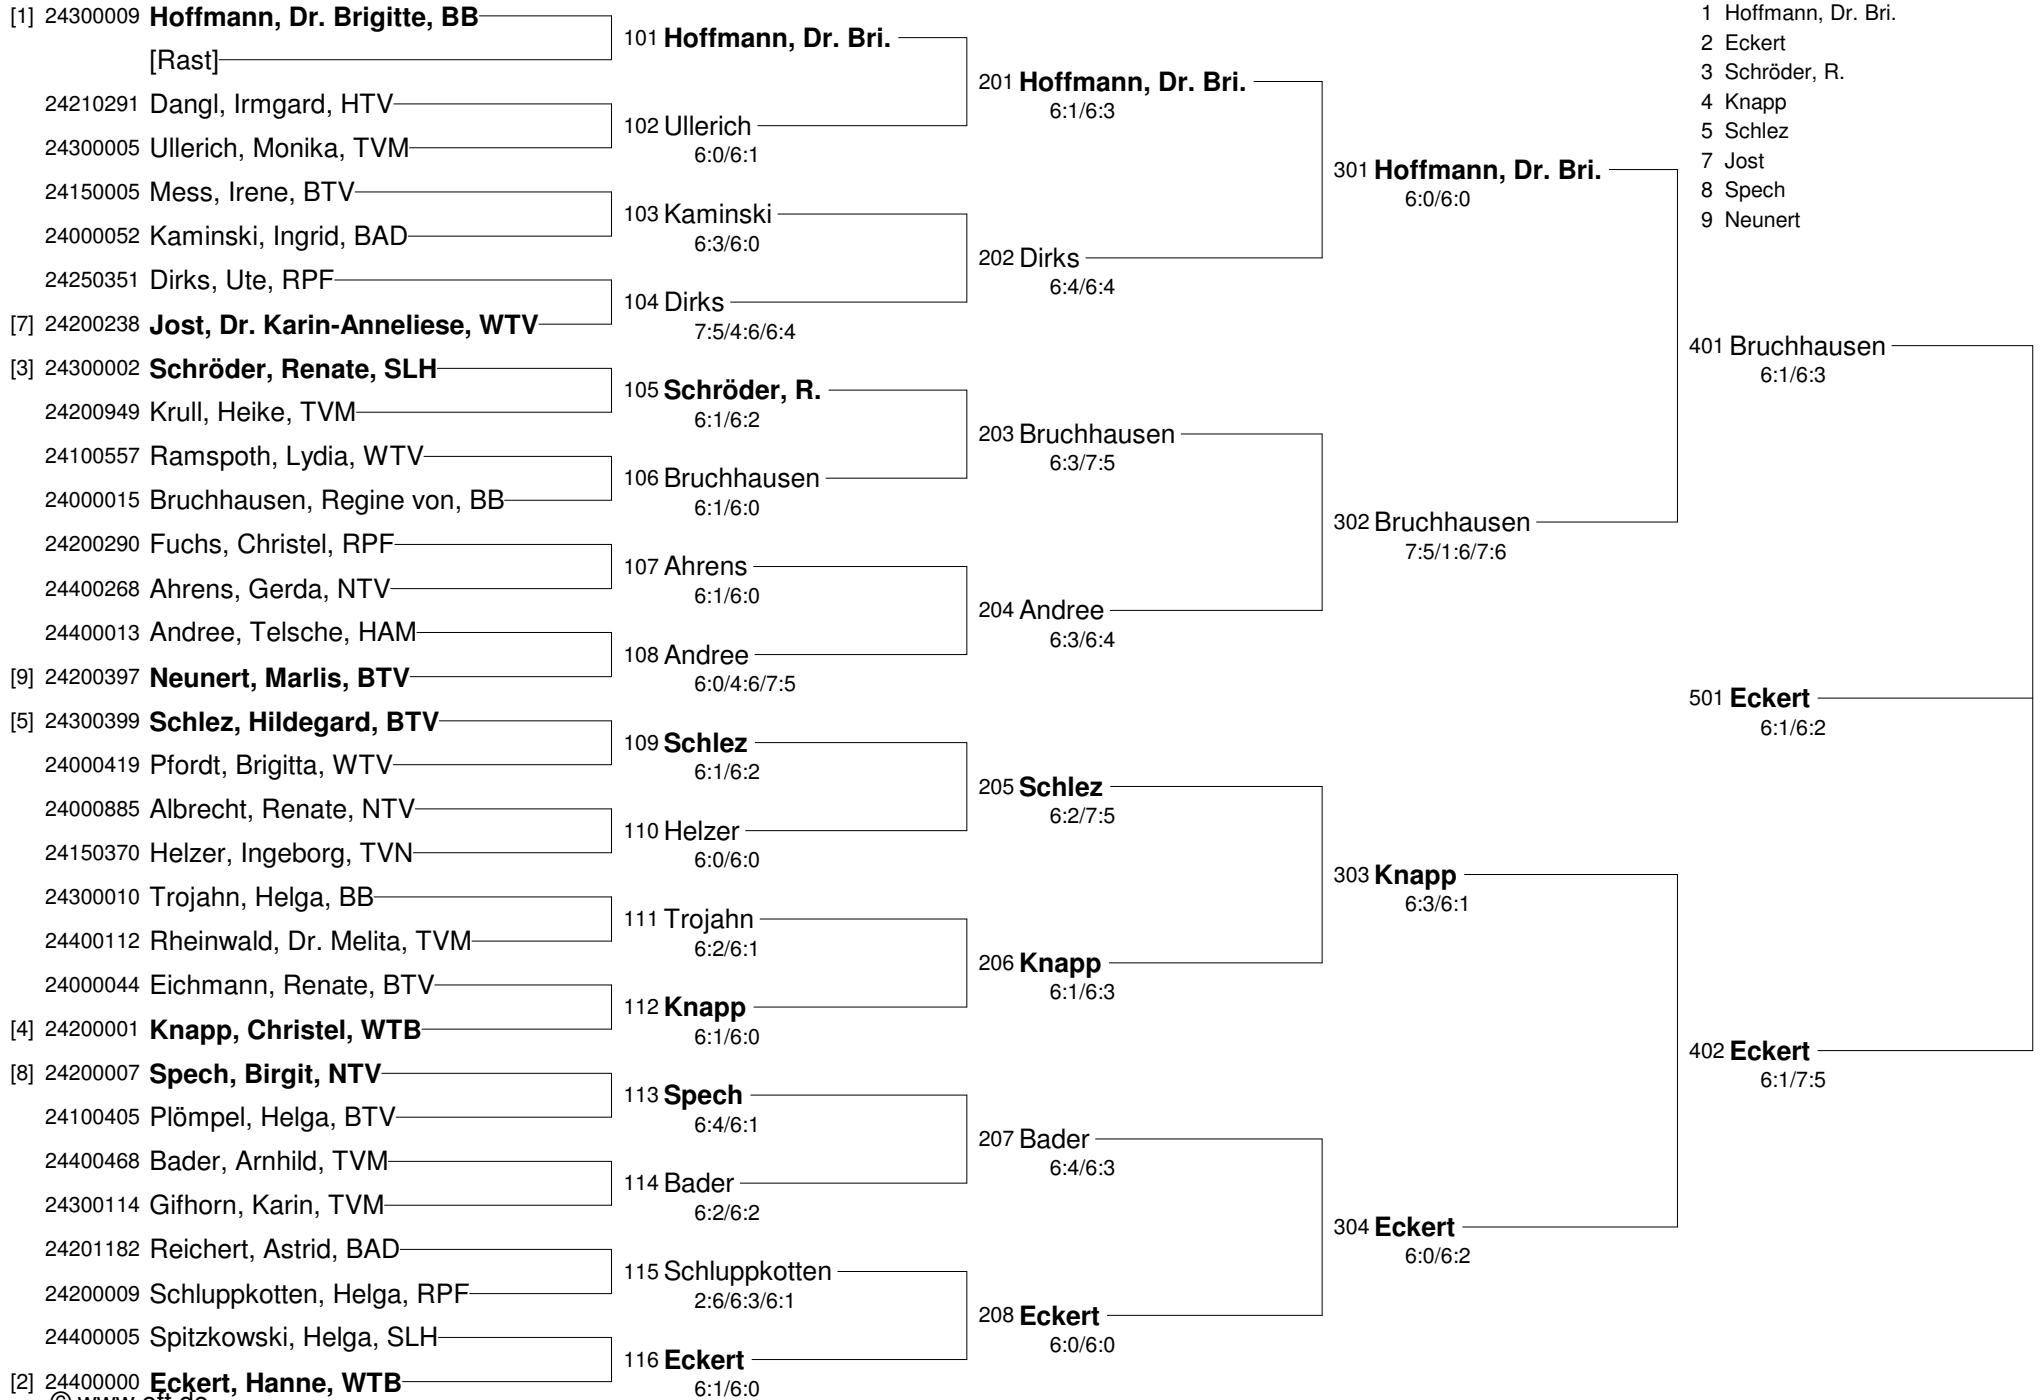 [1] 24300009 Hoffmann, Dr. Brigitte, BB
[Rast]
24210291 Dangl, Irmgard, HTV
24300005 Ullerich, Monika, TVM
24150005 Mess, Irene, BTV
24000052 Kaminski, Ingrid, BAD
24250351 Dirks, Ute, RPF
[7] 24200238 Jost, Dr. Karin-Anneliese, WTV
[3] 24300002 Schröder, Renate, SLH
24200949 Krull, Heike, TVM
24100557 Ramspoth, Lydia, WTV
24000015 Bruchhausen, Regine von, BB
24200290 Fuchs, Christel, RPF
24400268 Ahrens, Gerda, NTV
24400013 Andree, Telsche, HAM
[9] 24200397 Neunert, Marlis, BTV
[5] 24300399 Schlez, Hildegard, BTV
24000419 Pfordt, Brigitta, WTV
24000885 Albrecht, Renate, NTV
24150370 Helzer, Ingeborg, TVN
24300010 Trojahn, Helga, BB
24400112 Rheinwald, Dr. Melita, TVM
24000044 Eichmann, Renate, BTV
[4] 24200001 Knapp, Christel, WTB
[8] 24200007 Spech, Birgit, NTV
24100405 Plömpel, Helga, BTV
24400468 Bader, Arnhild, TVM
24300114 Gifhorn, Karin, TVM
24201182 Reichert, Astrid, BAD
24200009 Schluppkotten, Helga, RPF
24400005 Spitzkowski, Helga, SLH
[2] 24400000 Eckert, Hanne, WTB
101 Hoffmann, Dr. Bri.
102 Ullerich
6:0/6:1
103 Kaminski
6:3/6:0
104 Dirks
7:5/4:6/6:4
105 Schröder, R.
6:1/6:2
106 Bruchhausen
6:1/6:0
107 Ahrens
6:1/6:0
108 Andree
6:0/4:6/7:5
109 Schlez
6:1/6:2
110 Helzer
6:0/6:0
111 Trojahn
6:2/6:1
112 Knapp
6:1/6:0
113 Spech
6:4/6:1
114 Bader
6:2/6:2
115 Schluppkotten
2:6/6:3/6:1
116 Eckert
6:1/6:0
201 Hoffmann, Dr. Bri.
6:1/6:3
202 Dirks
6:4/6:4
203 Bruchhausen
6:3/7:5
204 Andree
6:3/6:4
205 Schlez
6:2/7:5
206 Knapp
6:1/6:3
207 Bader
6:4/6:3
208 Eckert
6:0/6:0
301 Hoffmann, Dr. Bri.
6:0/6:0
302 Bruchhausen
7:5/1:6/7:6
303 Knapp
6:3/6:1
304 Eckert
6:0/6:2
1 Hoffmann, Dr. Bri.
2 Eckert
3 Schröder, R.
4 Knapp
5 Schlez
7 Jost
8 Spech
9 Neunert
401 Bruchhausen
6:1/6:3
501 Eckert
6:1/6:2
402 Eckert
6:1/7:5